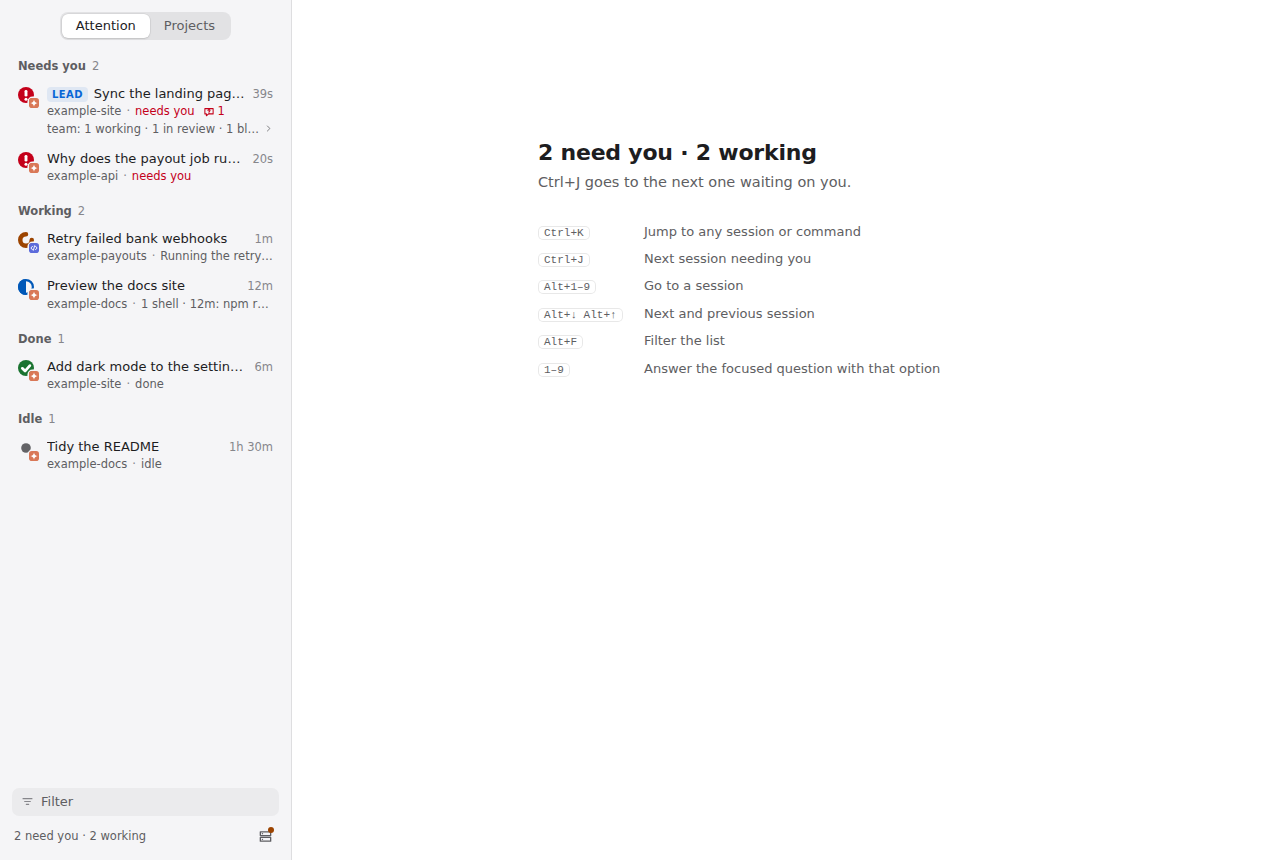 Attention Projects
Needs you 2
LEAD Sync the landing pag… 39s
example-site · needs you 1
team: 1 working · 1 in review · 1 bl…
Why does the payout job ru… 20s
example-api · needs you
Working 2
Retry failed bank webhooks 1m
example-payouts · Running the retry…
Preview the docs site 12m
example-docs · 1 shell · 12m: npm r…
Done 1
Add dark mode to the settin… 6m
example-site · done
Idle 1
Tidy the README 1h 30m
example-docs · idle
Filter
2 need you · 2 working
2 need you · 2 working
Ctrl+J goes to the next one waiting on you.
Ctrl+K Jump to any session or command
Ctrl+J Next session needing you
Alt+1–9 Go to a session
Alt+↓ Alt+↑ Next and previous session
Alt+F Filter the list
1–9 Answer the focused question with that option